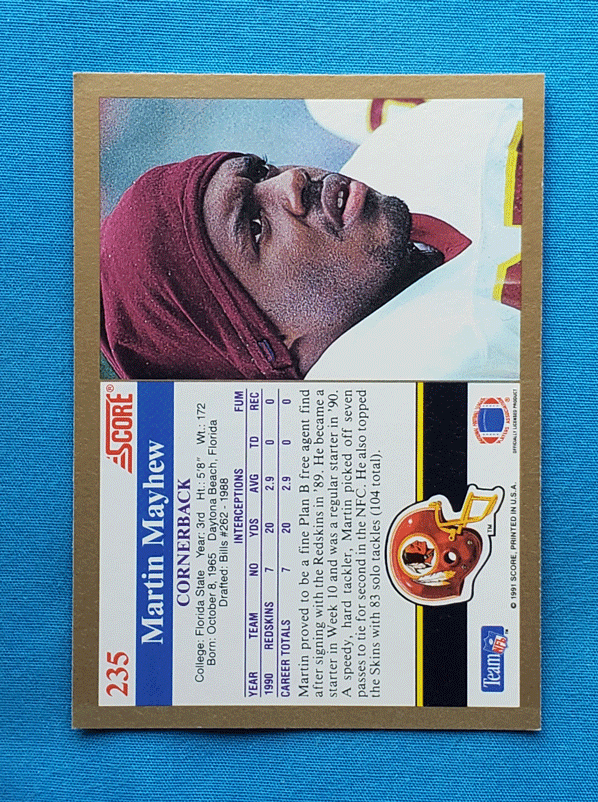 235
SCORE®
Martin Mayhew
CORNERBACK
College: Florida State Year: 3rd Ht.: 5'8" Wt.: 172
Born: October 8, 1965 Daytona Beach, Florida
Drafted: Bills #262 - 1988
INTERCEPTIONS FUM
YEAR TEAM NO YDS AVG TD REC
1990 REDSKINS 7 20 2.9 0 0
CAREER TOTALS 7 20 2.9 0 0
Martin proved to be a fine Plan B free agent find
after signing with the Redskins in '89. He became a
starter in Week 10 and was a regular starter in '90.
A speedy, hard tackler, Martin picked off seven
passes to tie for second in the NFC. He also topped
the Skins with 83 solo tackles (104 total).
TM
Team NFL™
© 1991 SCORE, PRINTED IN U.S.A.
OFFICIALLY LICENSED PRODUCT